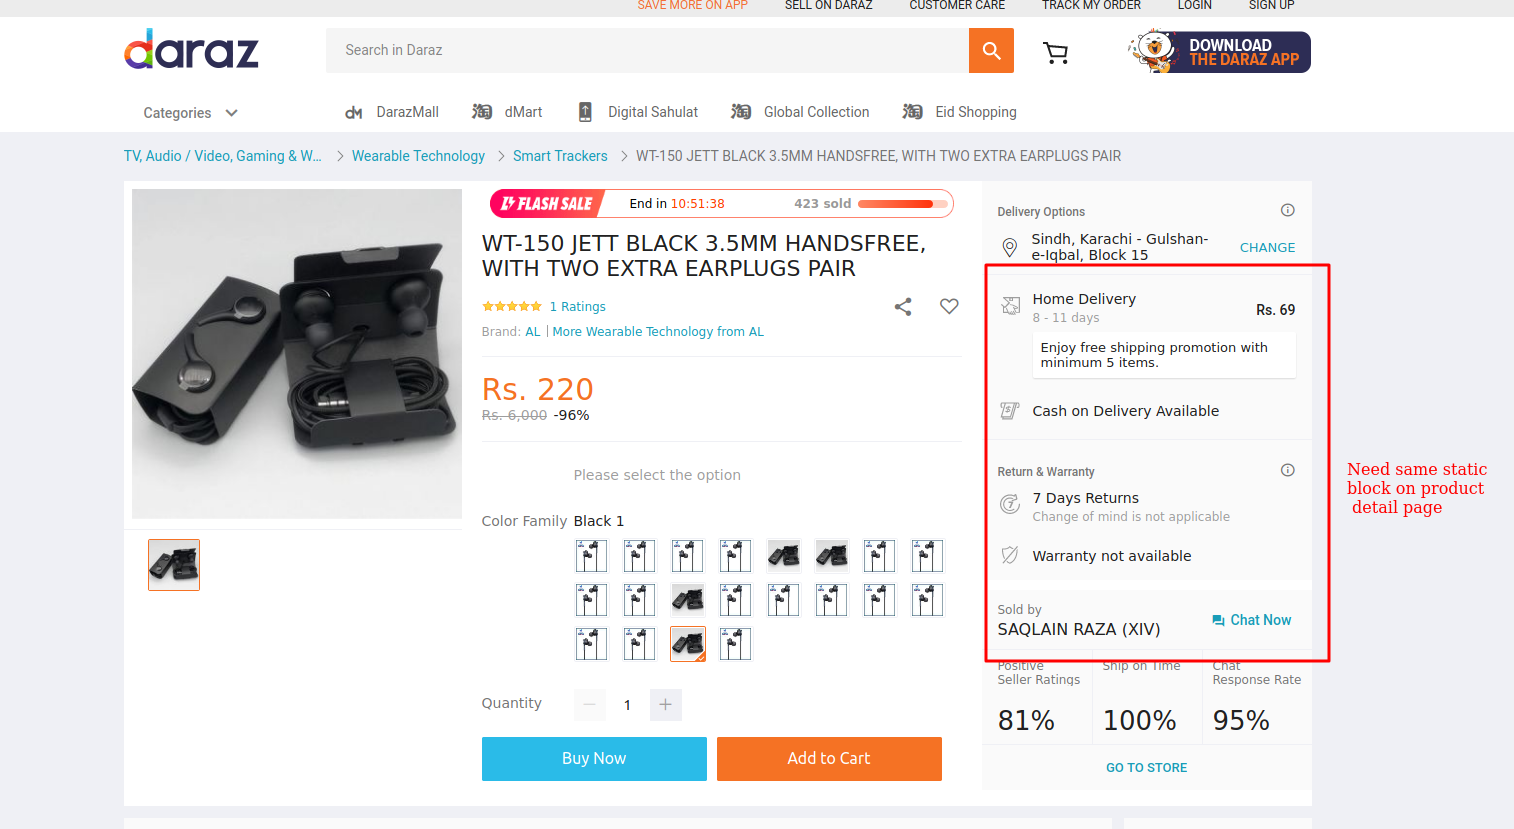 SAVE MORE ON APP
SELL ON DARAZ
CUSTOMER CARE
TRACK MY ORDER
LOGIN
SIGN UP
daraz
Search in Daraz
DOWNLOAD
THE DARAZ APP
Categories
DarazMall
dMart
Digital Sahulat
Global Collection
Eid Shopping
TV, Audio / Video, Gaming & W...
Wearable Technology
Smart Trackers
WT-150 JETT BLACK 3.5MM HANDSFREE, WITH TWO EXTRA EARPLUGS PAIR
FLASH SALE
End in 10:51:38
423 sold
WT-150 JETT BLACK 3.5MM HANDSFREE,
WITH TWO EXTRA EARPLUGS PAIR
1 Ratings
Brand: AL | More Wearable Technology from AL
Rs. 220
Rs. 6,000 -96%
Please select the option
Color Family Black 1
Quantity
1
Buy Now
Add to Cart
Delivery Options
Sindh, Karachi - Gulshan-
e-Iqbal, Block 15
CHANGE
Home Delivery
8 - 11 days
Rs. 69
Enjoy free shipping promotion with
minimum 5 items.
Cash on Delivery Available
Return & Warranty
7 Days Returns
Change of mind is not applicable
Warranty not available
Sold by
SAQLAIN RAZA (XIV)
Chat Now
Positive
Seller Ratings
Ship on Time
Chat
Response Rate
81%
100%
95%
GO TO STORE
Need same static
block on product
detail page